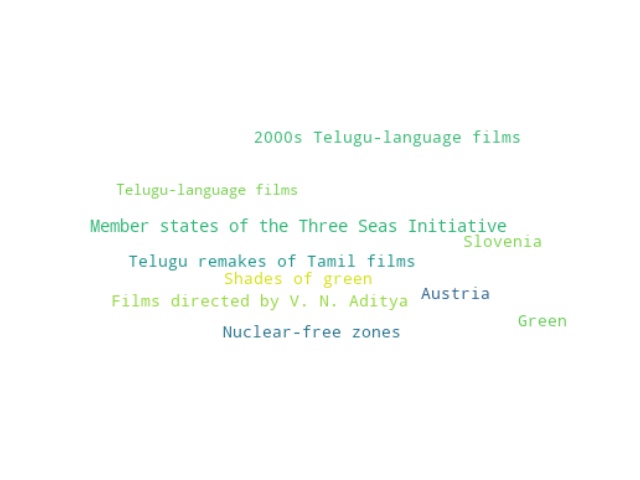 2000s Telugu-language films
Telugu-language films
Member states of the Three Seas Initiative
Slovenia
Telugu remakes of Tamil films
Shades of green
Austria
Films directed by V. N. Aditya
Green
Nuclear-free zones